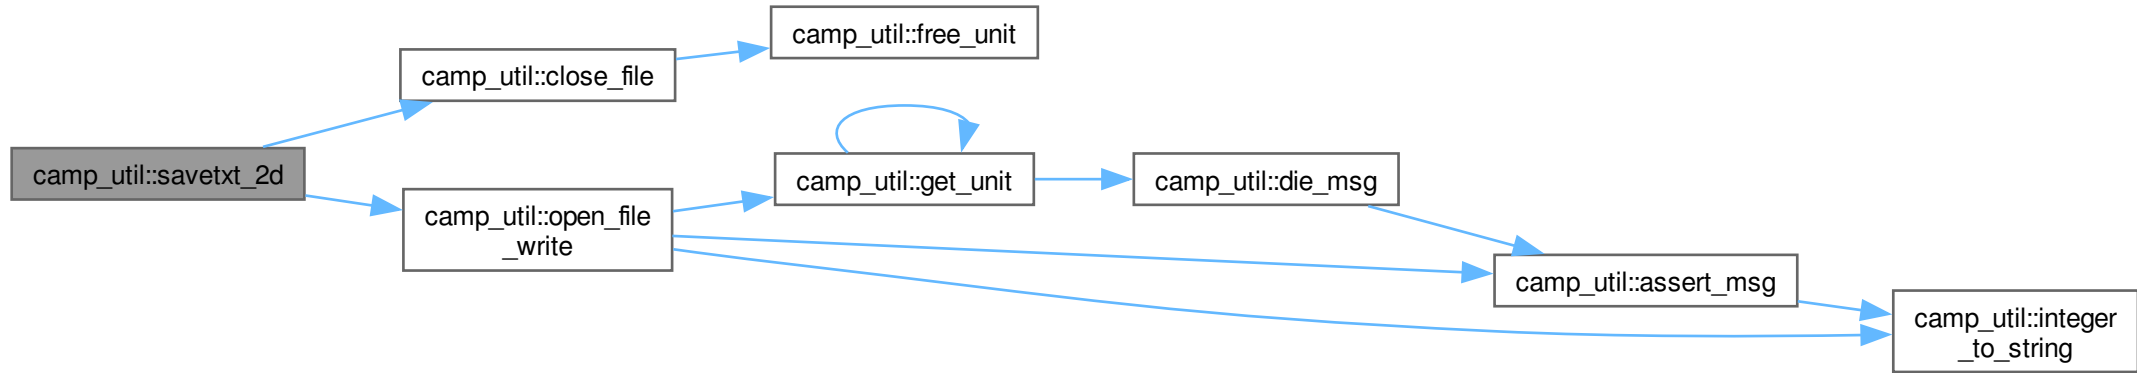 camp_util::savetxt_2d
camp_util::close_file
camp_util::free_unit
camp_util::open_file
_write
camp_util::get_unit
camp_util::die_msg
camp_util::assert_msg
camp_util::integer
_to_string